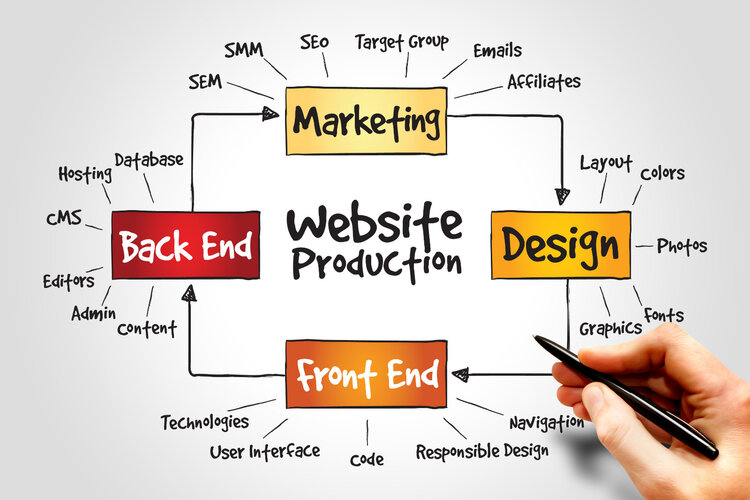 SEO
Target Group
SMM
Emails
SEM
Affiliates
Marketing
Database
Layout
Hosting
Colors
CMS
Website
Production
Back End
Design
Photos
Editors
Admin
Content
Fonts
Graphics
Front End
Technologies
Navigation
User Interface
Code
Responsible Design